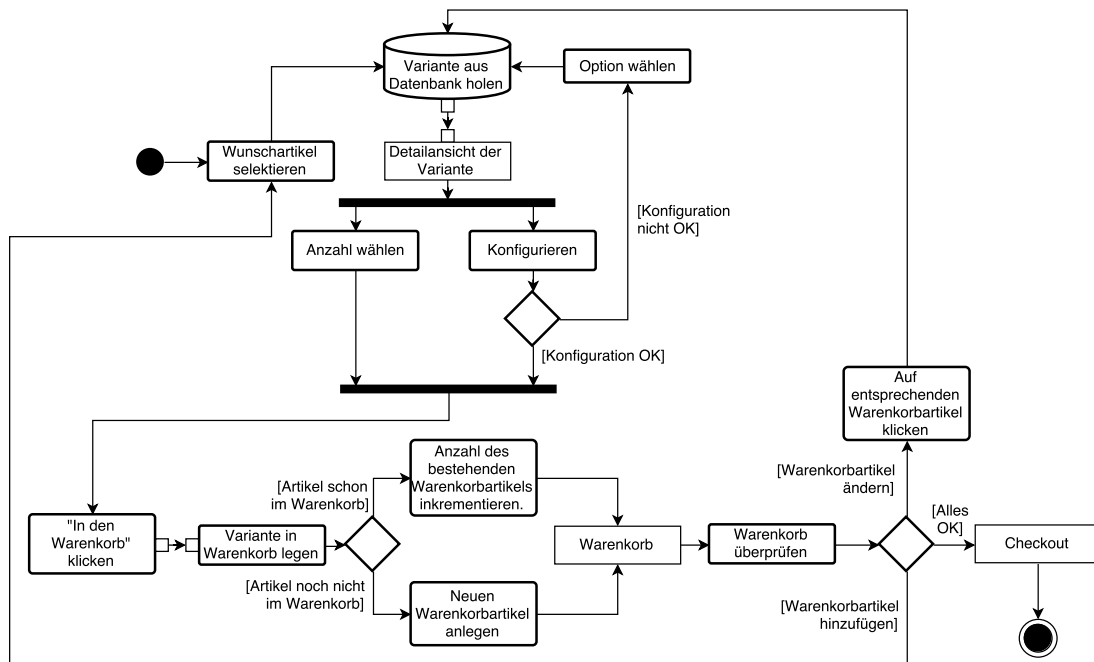 Variante aus
Datenbank holen
Option wählen
Wunschartikel
selektieren
Detailansicht der
Variante
[Konfiguration
nicht OK]
Anzahl wählen
Konfigurieren
[Konfiguration OK]
Auf
entsprechenden
Warenkorbartikel
klicken
Anzahl des
bestehenden
Warenkorbartikels
inkrementieren.
[Artikel schon
im Warenkorb]
[Warenkorbartikel
ändern]
[Alles
OK]
"In den
Warenkorb"
klicken
Variante in
Warenkorb legen
Warenkorb
Warenkorb
überprüfen
Checkout
[Artikel noch nicht
im Warenkorb]
Neuen
Warenkorbartikel
anlegen
[Warenkorbartikel
hinzufügen]